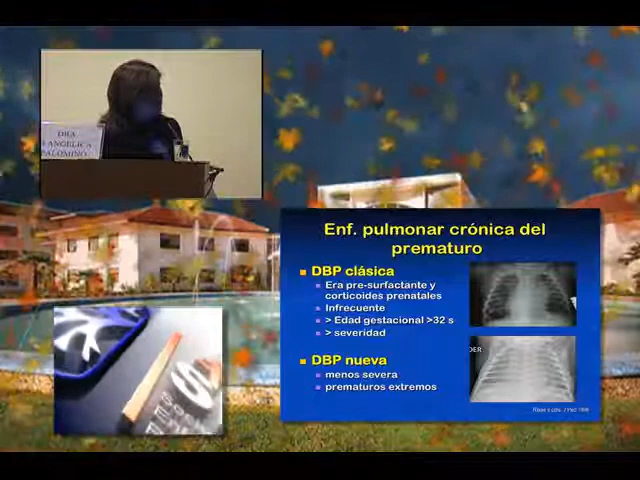 DRA
ANGELICA
PALOMINO
Enf. pulmonar crónica del
prematuro
DBP clásica
Era pre-surfactante y
corticoides prenatales
Infrecuente
> Edad gestacional >32 s
> severidad
DBP nueva
menos severa
prematuros extremos
DER